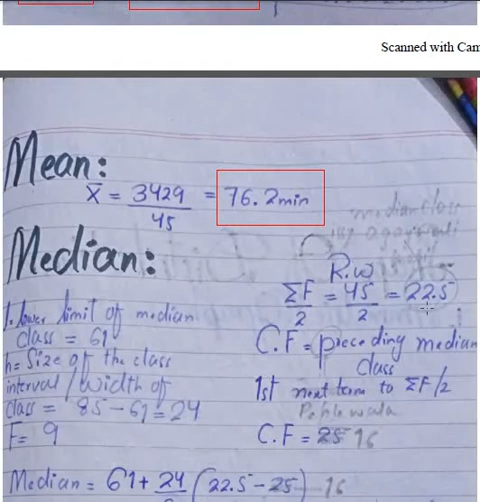 Scanned with Cam
Mean:
X̄ = 3429 / 45 = 76.2min
Median:
R.W
ΣF/2 = 45/2 = 22.5
l. lower limit of median
class = 61
h= Size of the class
interval / width of
class = 85-61=24
F= 9
C.F = preceding median
class
1st next term to ΣF/2
Pehle wala
C.F = 25 16
Median = 61+ 24 (22.5 - 25) 16